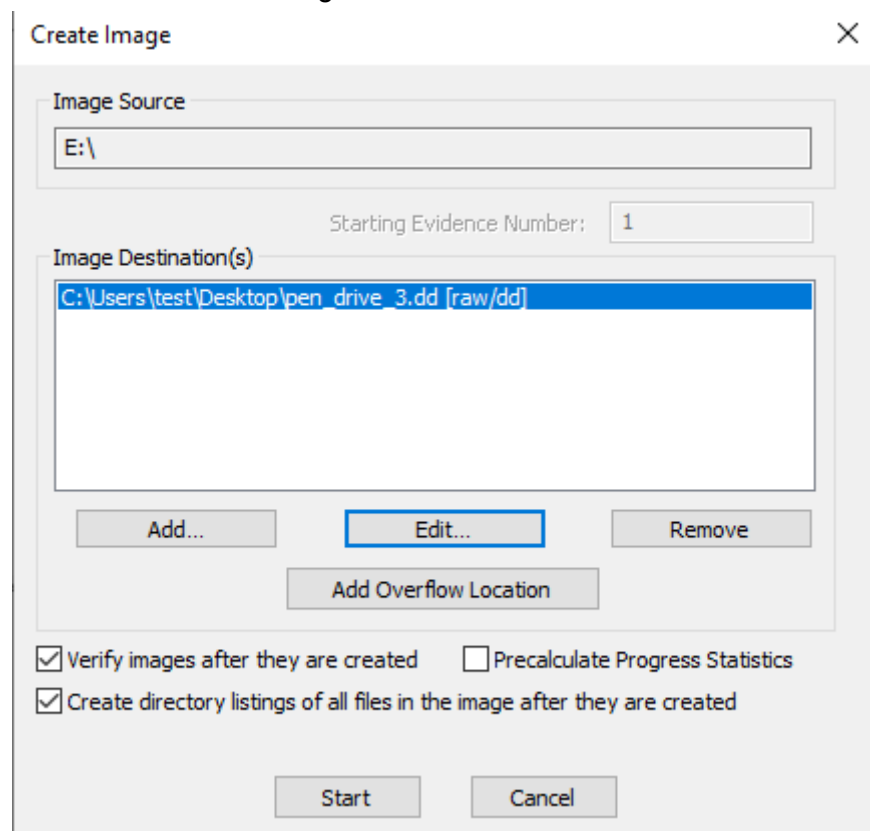 Create Image
Image Source
E:\
Starting Evidence Number: 1
Image Destination(s)
C:\Users\test\Desktop\pen_drive_3.dd [raw/dd]
Add... Edit... Remove
Add Overflow Location
Verify images after they are created Precalculate Progress Statistics
Create directory listings of all files in the image after they are created
Start Cancel